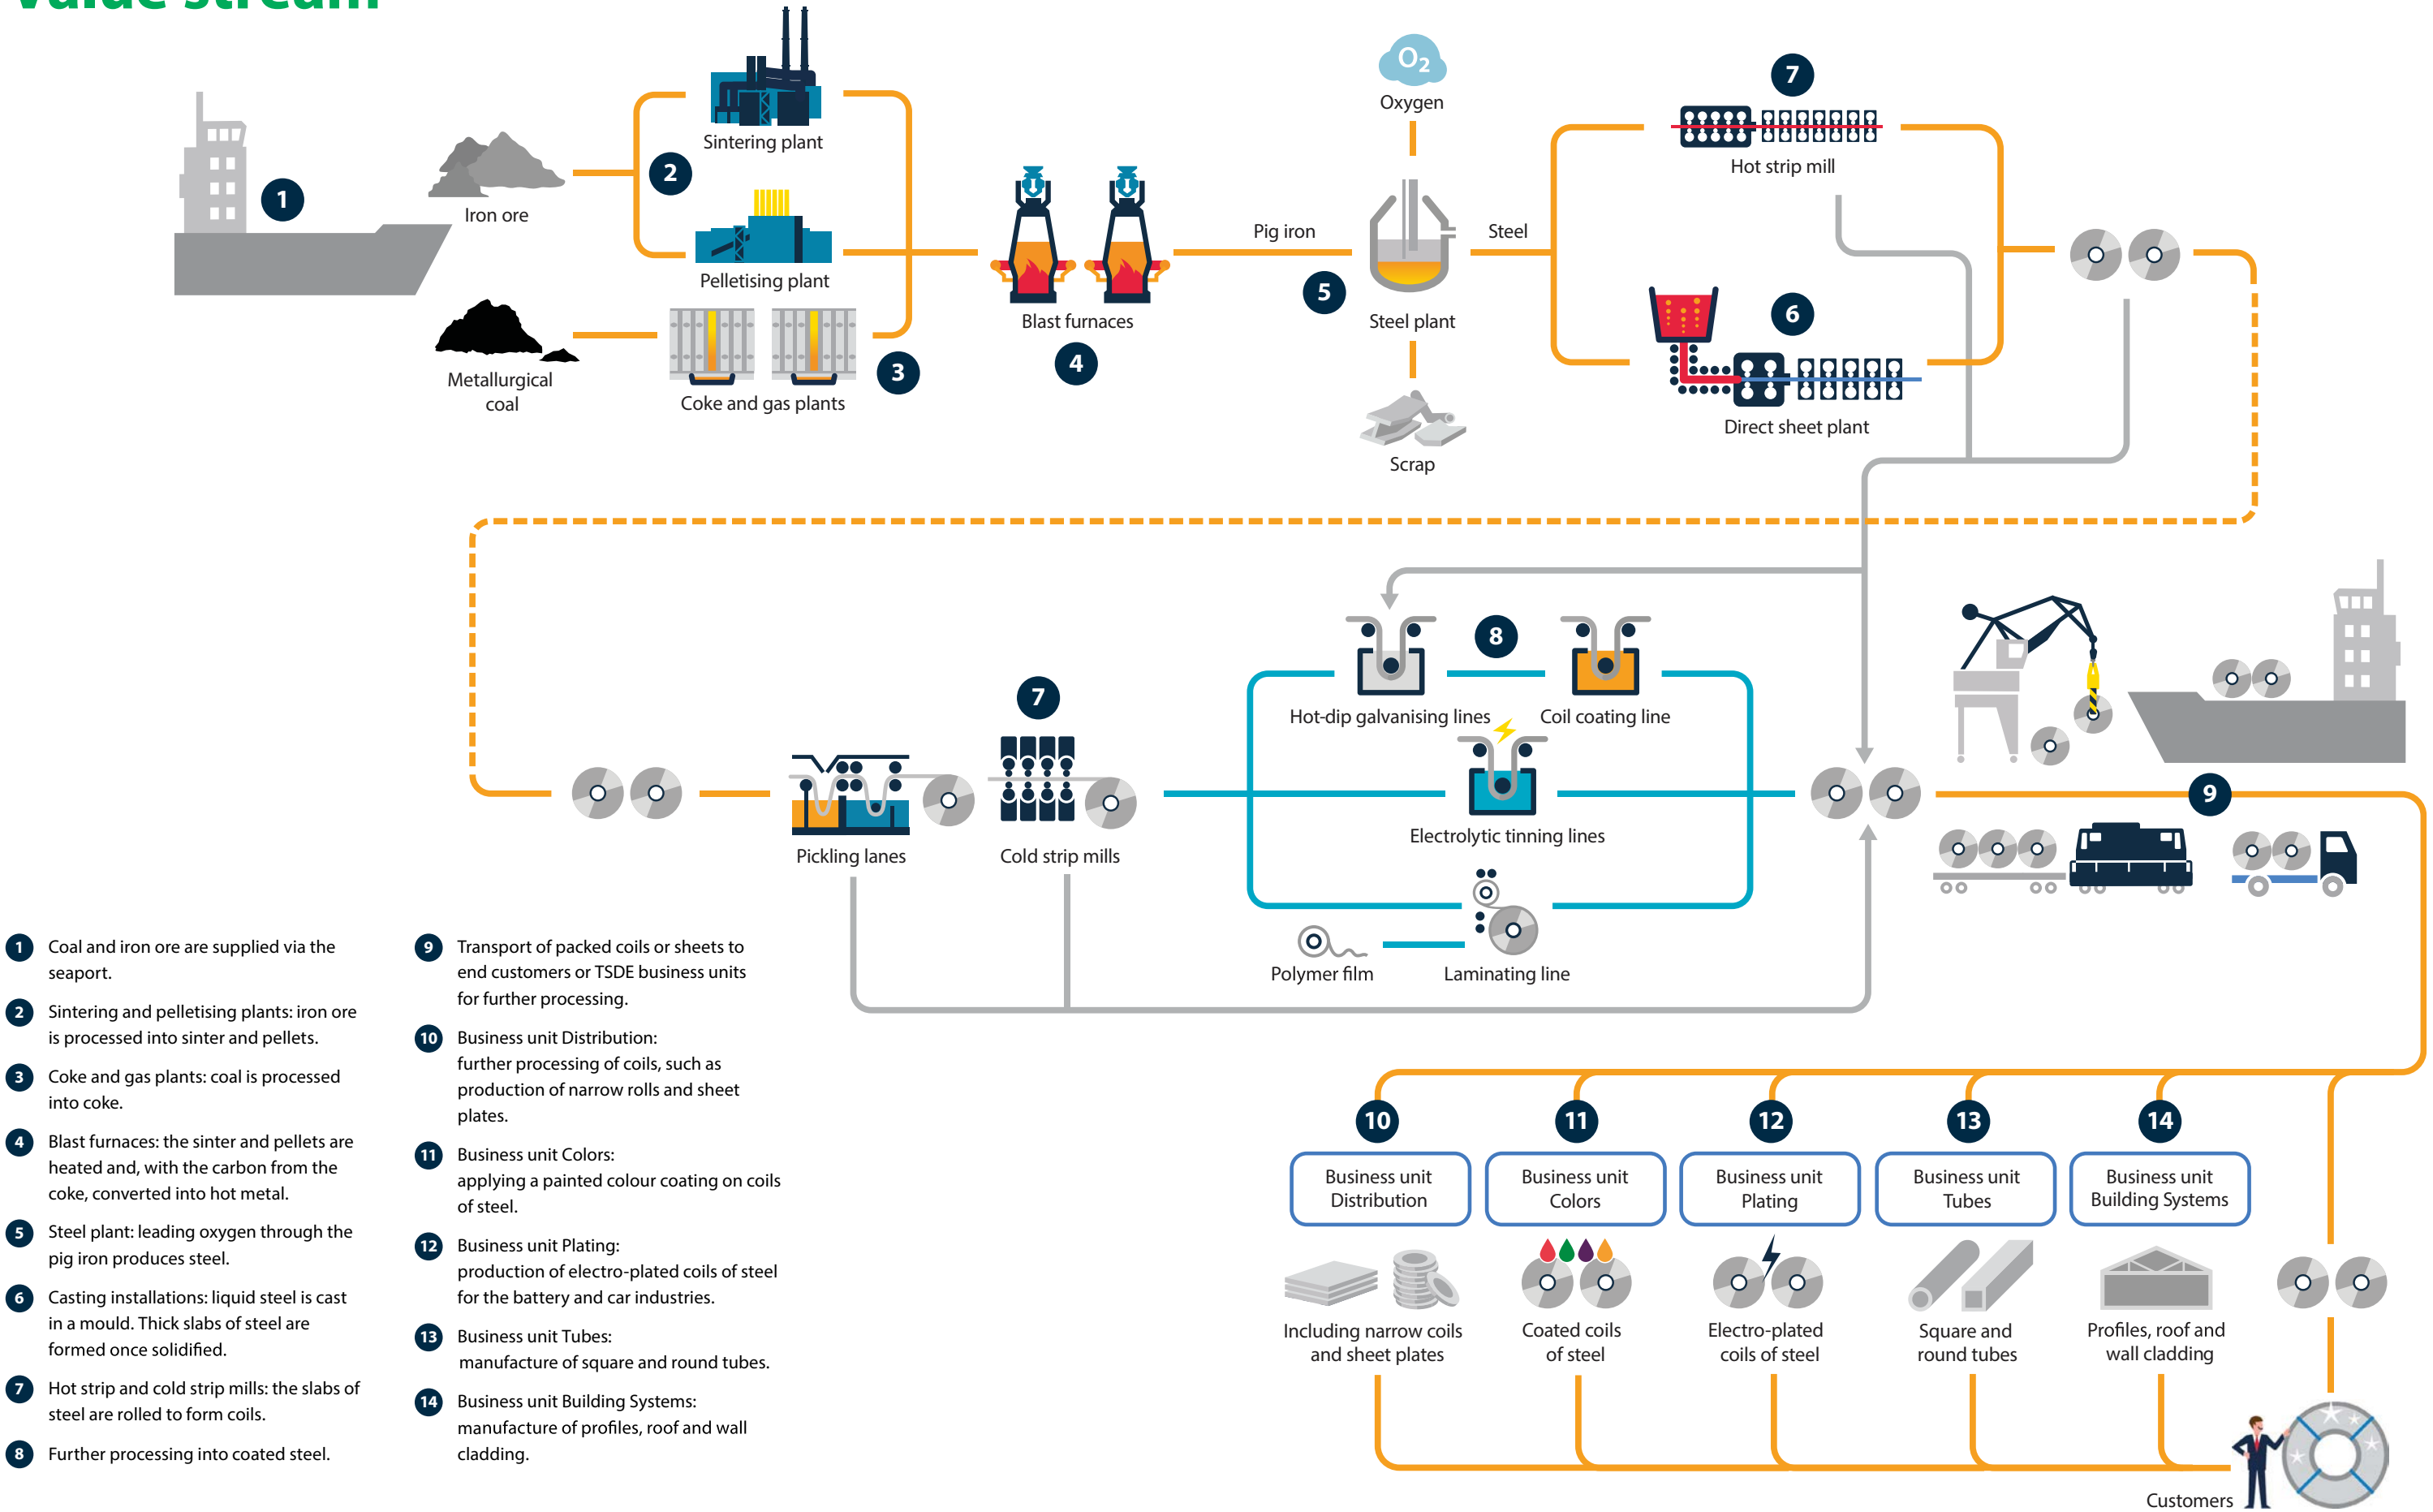 Value stream
1
Iron ore
Metallurgical
coal
2
Sintering plant
Pelletising plant
Coke and gas plants
3
Blast furnaces
4
Pig iron
5
O2
Oxygen
Steel plant
Scrap
Steel
7
Hot strip mill
6
Direct sheet plant
Pickling lanes
7
Cold strip mills
8
Hot-dip galvanising lines
Coil coating line
Electrolytic tinning lines
Polymer film
Laminating line
9
1 Coal and iron ore are supplied via the
seaport.
2 Sintering and pelletising plants: iron ore
is processed into sinter and pellets.
3 Coke and gas plants: coal is processed
into coke.
4 Blast furnaces: the sinter and pellets are
heated and, with the carbon from the
coke, converted into hot metal.
5 Steel plant: leading oxygen through the
pig iron produces steel.
6 Casting installations: liquid steel is cast
in a mould. Thick slabs of steel are
formed once solidified.
7 Hot strip and cold strip mills: the slabs of
steel are rolled to form coils.
8 Further processing into coated steel.
9 Transport of packed coils or sheets to
end customers or TSDE business units
for further processing.
10 Business unit Distribution:
further processing of coils, such as
production of narrow rolls and sheet
plates.
11 Business unit Colors:
applying a painted colour coating on coils
of steel.
12 Business unit Plating:
production of electro-plated coils of steel
for the battery and car industries.
13 Business unit Tubes:
manufacture of square and round tubes.
14 Business unit Building Systems:
manufacture of profiles, roof and wall
cladding.
10
Business unit
Distribution
Including narrow coils
and sheet plates
11
Business unit
Colors
Coated coils
of steel
12
Business unit
Plating
Electro-plated
coils of steel
13
Business unit
Tubes
Square and
round tubes
14
Business unit
Building Systems
Profiles, roof and
wall cladding
Customers